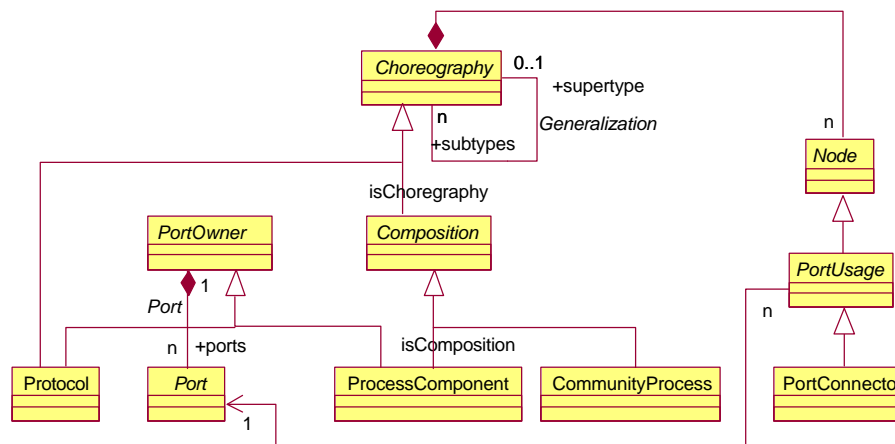 Choreography
0..1
+supertype
n
+subtypes
Generalization
n
Node
isChoregraphy
PortOwner
Composition
PortUsage
1
Port
n
n
+ports
isComposition
Protocol
Port
ProcessComponent
CommunityProcess
PortConnecto
1